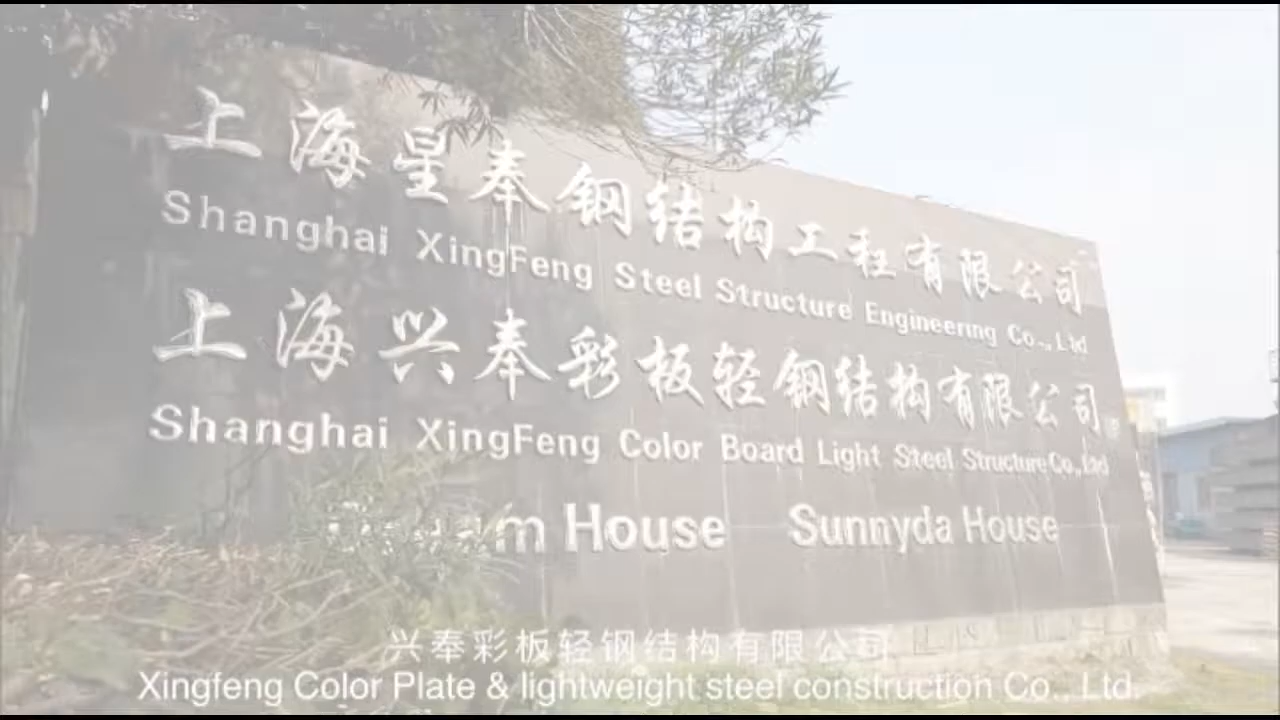 上海星奉钢结构工程有限公司
Shanghai XingFeng Steel Structure Engineering Co., Ltd
上海兴奉彩板轻钢结构有限公司
Shanghai XingFeng Color Board Light Steel Structure Co., Ltd
House Sunnyda House
兴奉彩板轻钢结构有限公司
Xingfeng Color Plate & lightweight steel construction Co., Ltd.